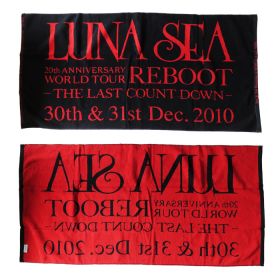 LUNA SEA
20th ANNIVERSARY
WORLD TOUR REBOOT
- THE LAST COUNT DOWN -
30th & 31st Dec. 2010
LUNA SEA
20th ANNIVERSARY
WORLD TOUR REBOOT
- THE LAST COUNT DOWN -
30th & 31st Dec. 2010